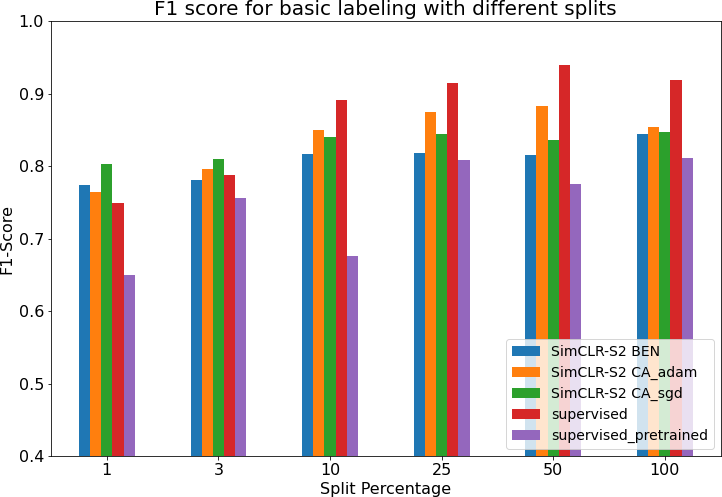 F1 score for basic labeling with different splits
1.0
0.9
0.8
0.7
0.6
0.5
0.4
F1-Score
SimCLR-S2 BEN
SimCLR-S2 CA_adam
SimCLR-S2 CA_sgd
supervised
supervised_pretrained
1 3 10 25 50 100
Split Percentage